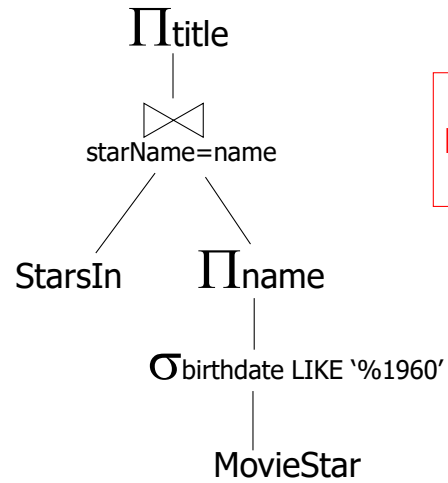 Πtitle
starName=name
StarsIn
Πname
σbirthdate LIKE ‘%1960’
MovieStar